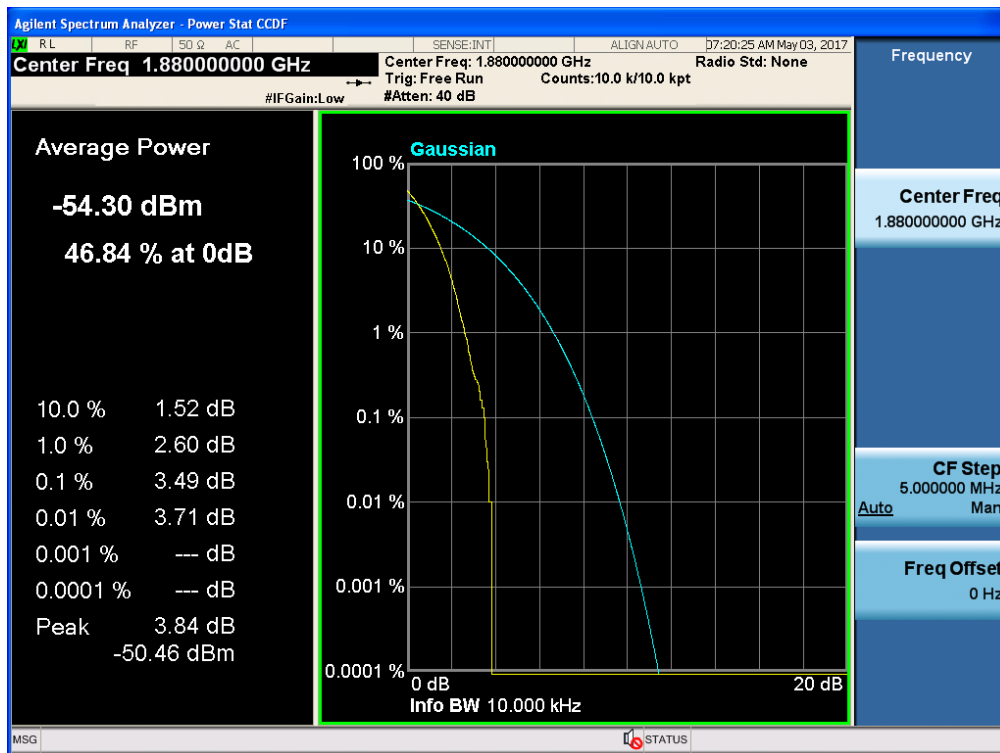 Agilent Spectrum Analyzer - Power Stat CCDF
LXI RL RF 50 Ω AC SENSE:INT ALIGN AUTO 07:20:25 AM May 03, 2017
Center Freq 1.880000000 GHz
Center Freq: 1.880000000 GHz Radio Std: None
Trig: Free Run Counts:10.0 k/10.0 kpt
#IFGain:Low #Atten: 40 dB
Average Power
-54.30 dBm
46.84 % at 0dB
10.0 % 1.52 dB
1.0 % 2.60 dB
0.1 % 3.49 dB
0.01 % 3.71 dB
0.001 % --- dB
0.0001 % --- dB
Peak 3.84 dB
-50.46 dBm
Gaussian
100 %
10 %
1 %
0.1 %
0.01 %
0.001 %
0.0001 %
0 dB 20 dB
Info BW 10.000 kHz
Frequency
Center Freq
1.880000000 GHz
CF Step
5.000000 MHz
Auto Man
Freq Offset
0 Hz
MSG STATUS